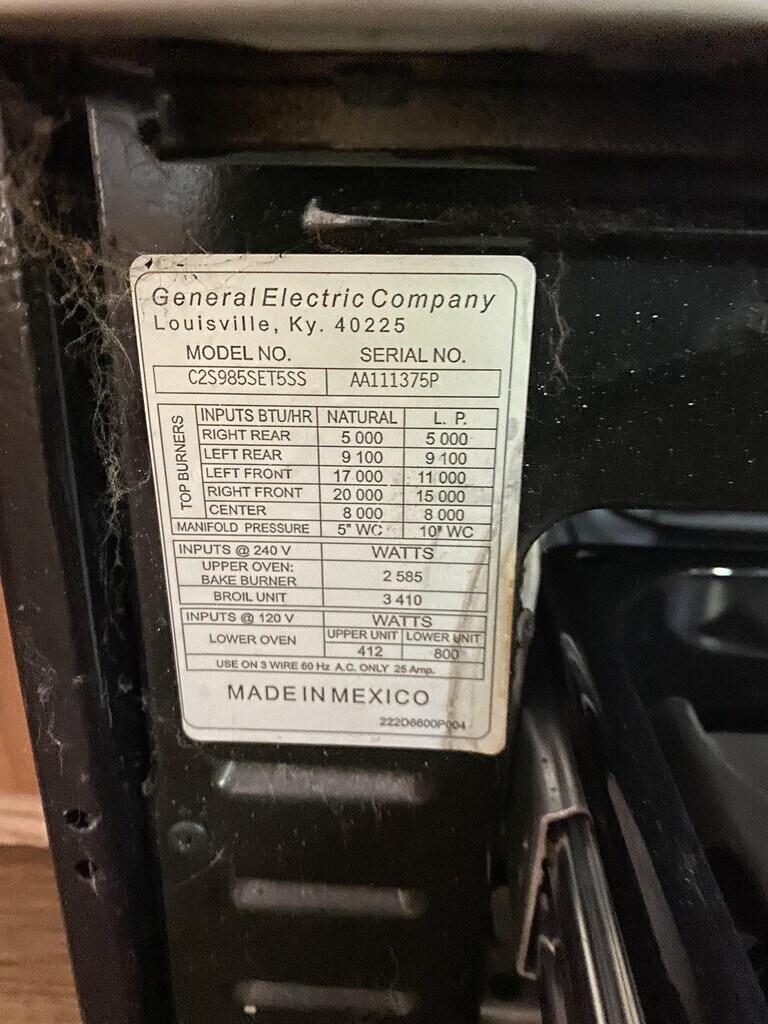 General Electric Company
Louisville, Ky. 40225
MODEL NO. SERIAL NO.
C2S985SET5SS AA111375P
TOP BURNERS
INPUTS BTU/HR NATURAL L. P.
RIGHT REAR 5 000 5 000
LEFT REAR 9 100 9 100
LEFT FRONT 17 000 11 000
RIGHT FRONT 20 000 15 000
CENTER 8 000 8 000
MANIFOLD PRESSURE 5" WC 10" WC
INPUTS @ 240 V WATTS
UPPER OVEN:
BAKE BURNER 2 585
BROIL UNIT 3 410
INPUTS @ 120 V WATTS
LOWER OVEN UPPER UNIT LOWER UNIT
412 800
USE ON 3 WIRE 60 Hz A.C. ONLY 25 Amp.
MADE IN MEXICO
222D6600P004